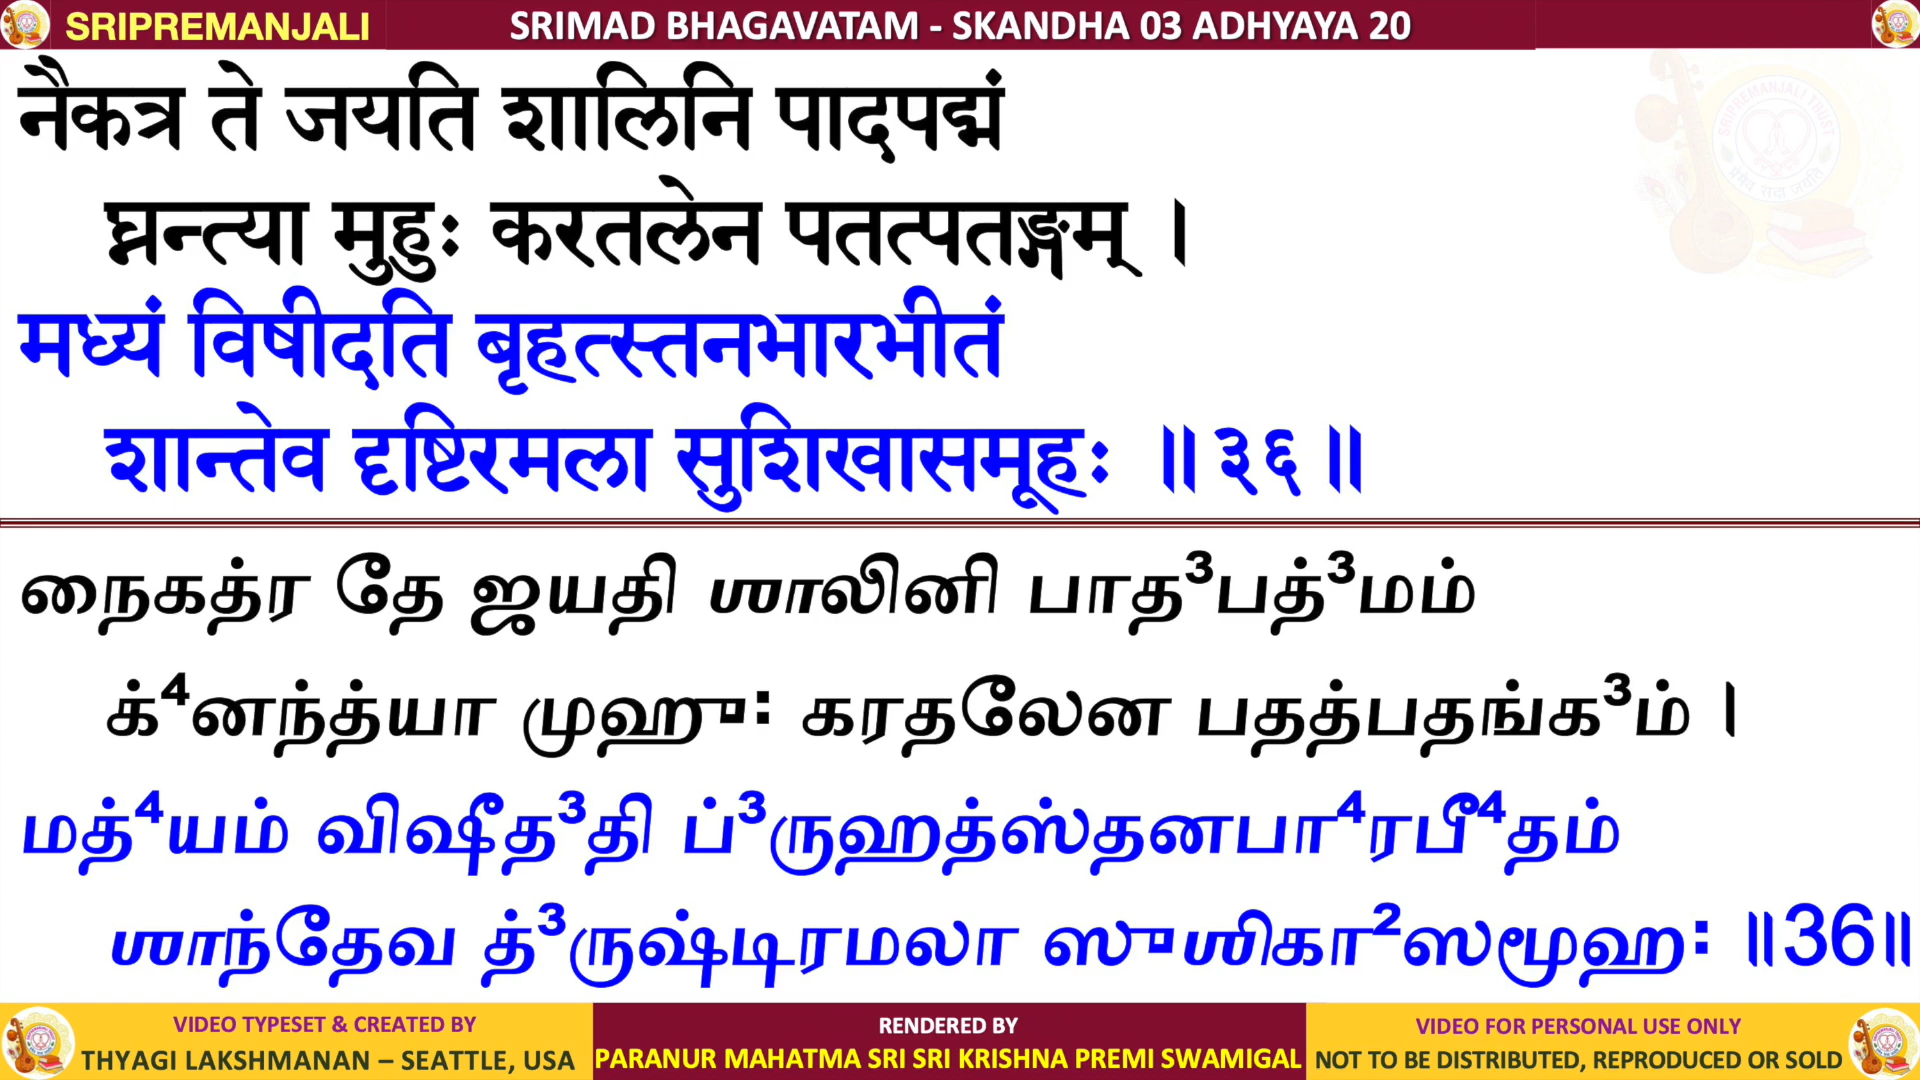 SRIPREMANJALI
SRIMAD BHAGAVATAM - SKANDHA 03 ADHYAYA 20
नैकत्र ते जयति शालिनि पादपद्मं
घ्नन्त्या मुहुः करतलेन पतत्पतङ्गम् ।
मध्यं विषीदति बृहत्स्तनभारभीतं
शान्तेव दृष्टिरमला सुशिखासमूहः ॥३६॥
நைகத்ர தே ஜயதி ஶாலினி பாத³பத்³மம்
க்⁴னந்த்யா முஹு: கரதலேன பதத்பதங்க³ம் ।
மத்⁴யம் விஷீத³தி ப்³ருஹத்ஸ்தனபா⁴ரபீ⁴தம்
ஶாந்தேவ த்³ருஷ்டிரமலா ஸுஶிகா²ஸமூஹ: ॥36॥
VIDEO TYPESET & CREATED BY
THYAGI LAKSHMANAN – SEATTLE, USA
RENDERED BY
PARANUR MAHATMA SRI SRI KRISHNA PREMI SWAMIGAL
VIDEO FOR PERSONAL USE ONLY
NOT TO BE DISTRIBUTED, REPRODUCED OR SOLD